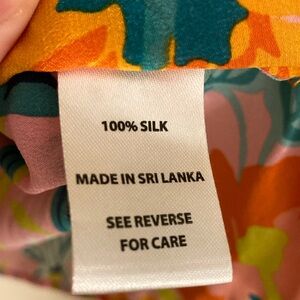 100% SILK
MADE IN SRI LANKA
SEE REVERSE
FOR CARE